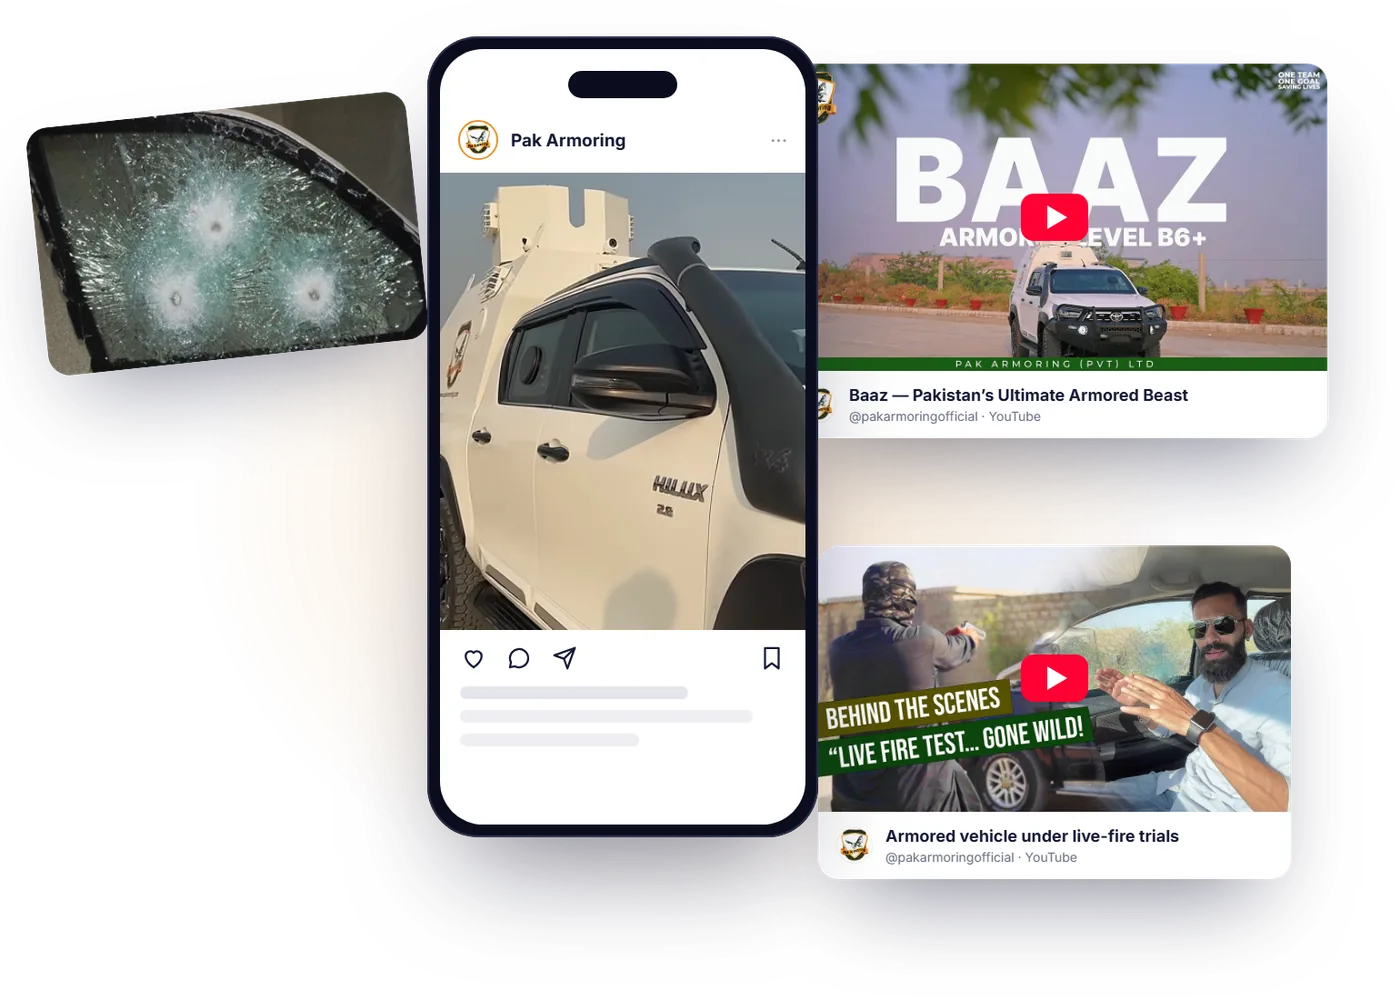 Pak Armoring
HILUX
2.8
ONE TEAM
ONE GOAL
SAVING LIVES
BAAZ
ARMOR LEVEL B6+
PAK ARMORING (PVT) LTD
Baaz — Pakistan’s Ultimate Armored Beast
@pakarmoringofficial · YouTube
BEHIND THE SCENES
“LIVE FIRE TEST... GONE WILD!
Armored vehicle under live-fire trials
@pakarmoringofficial · YouTube